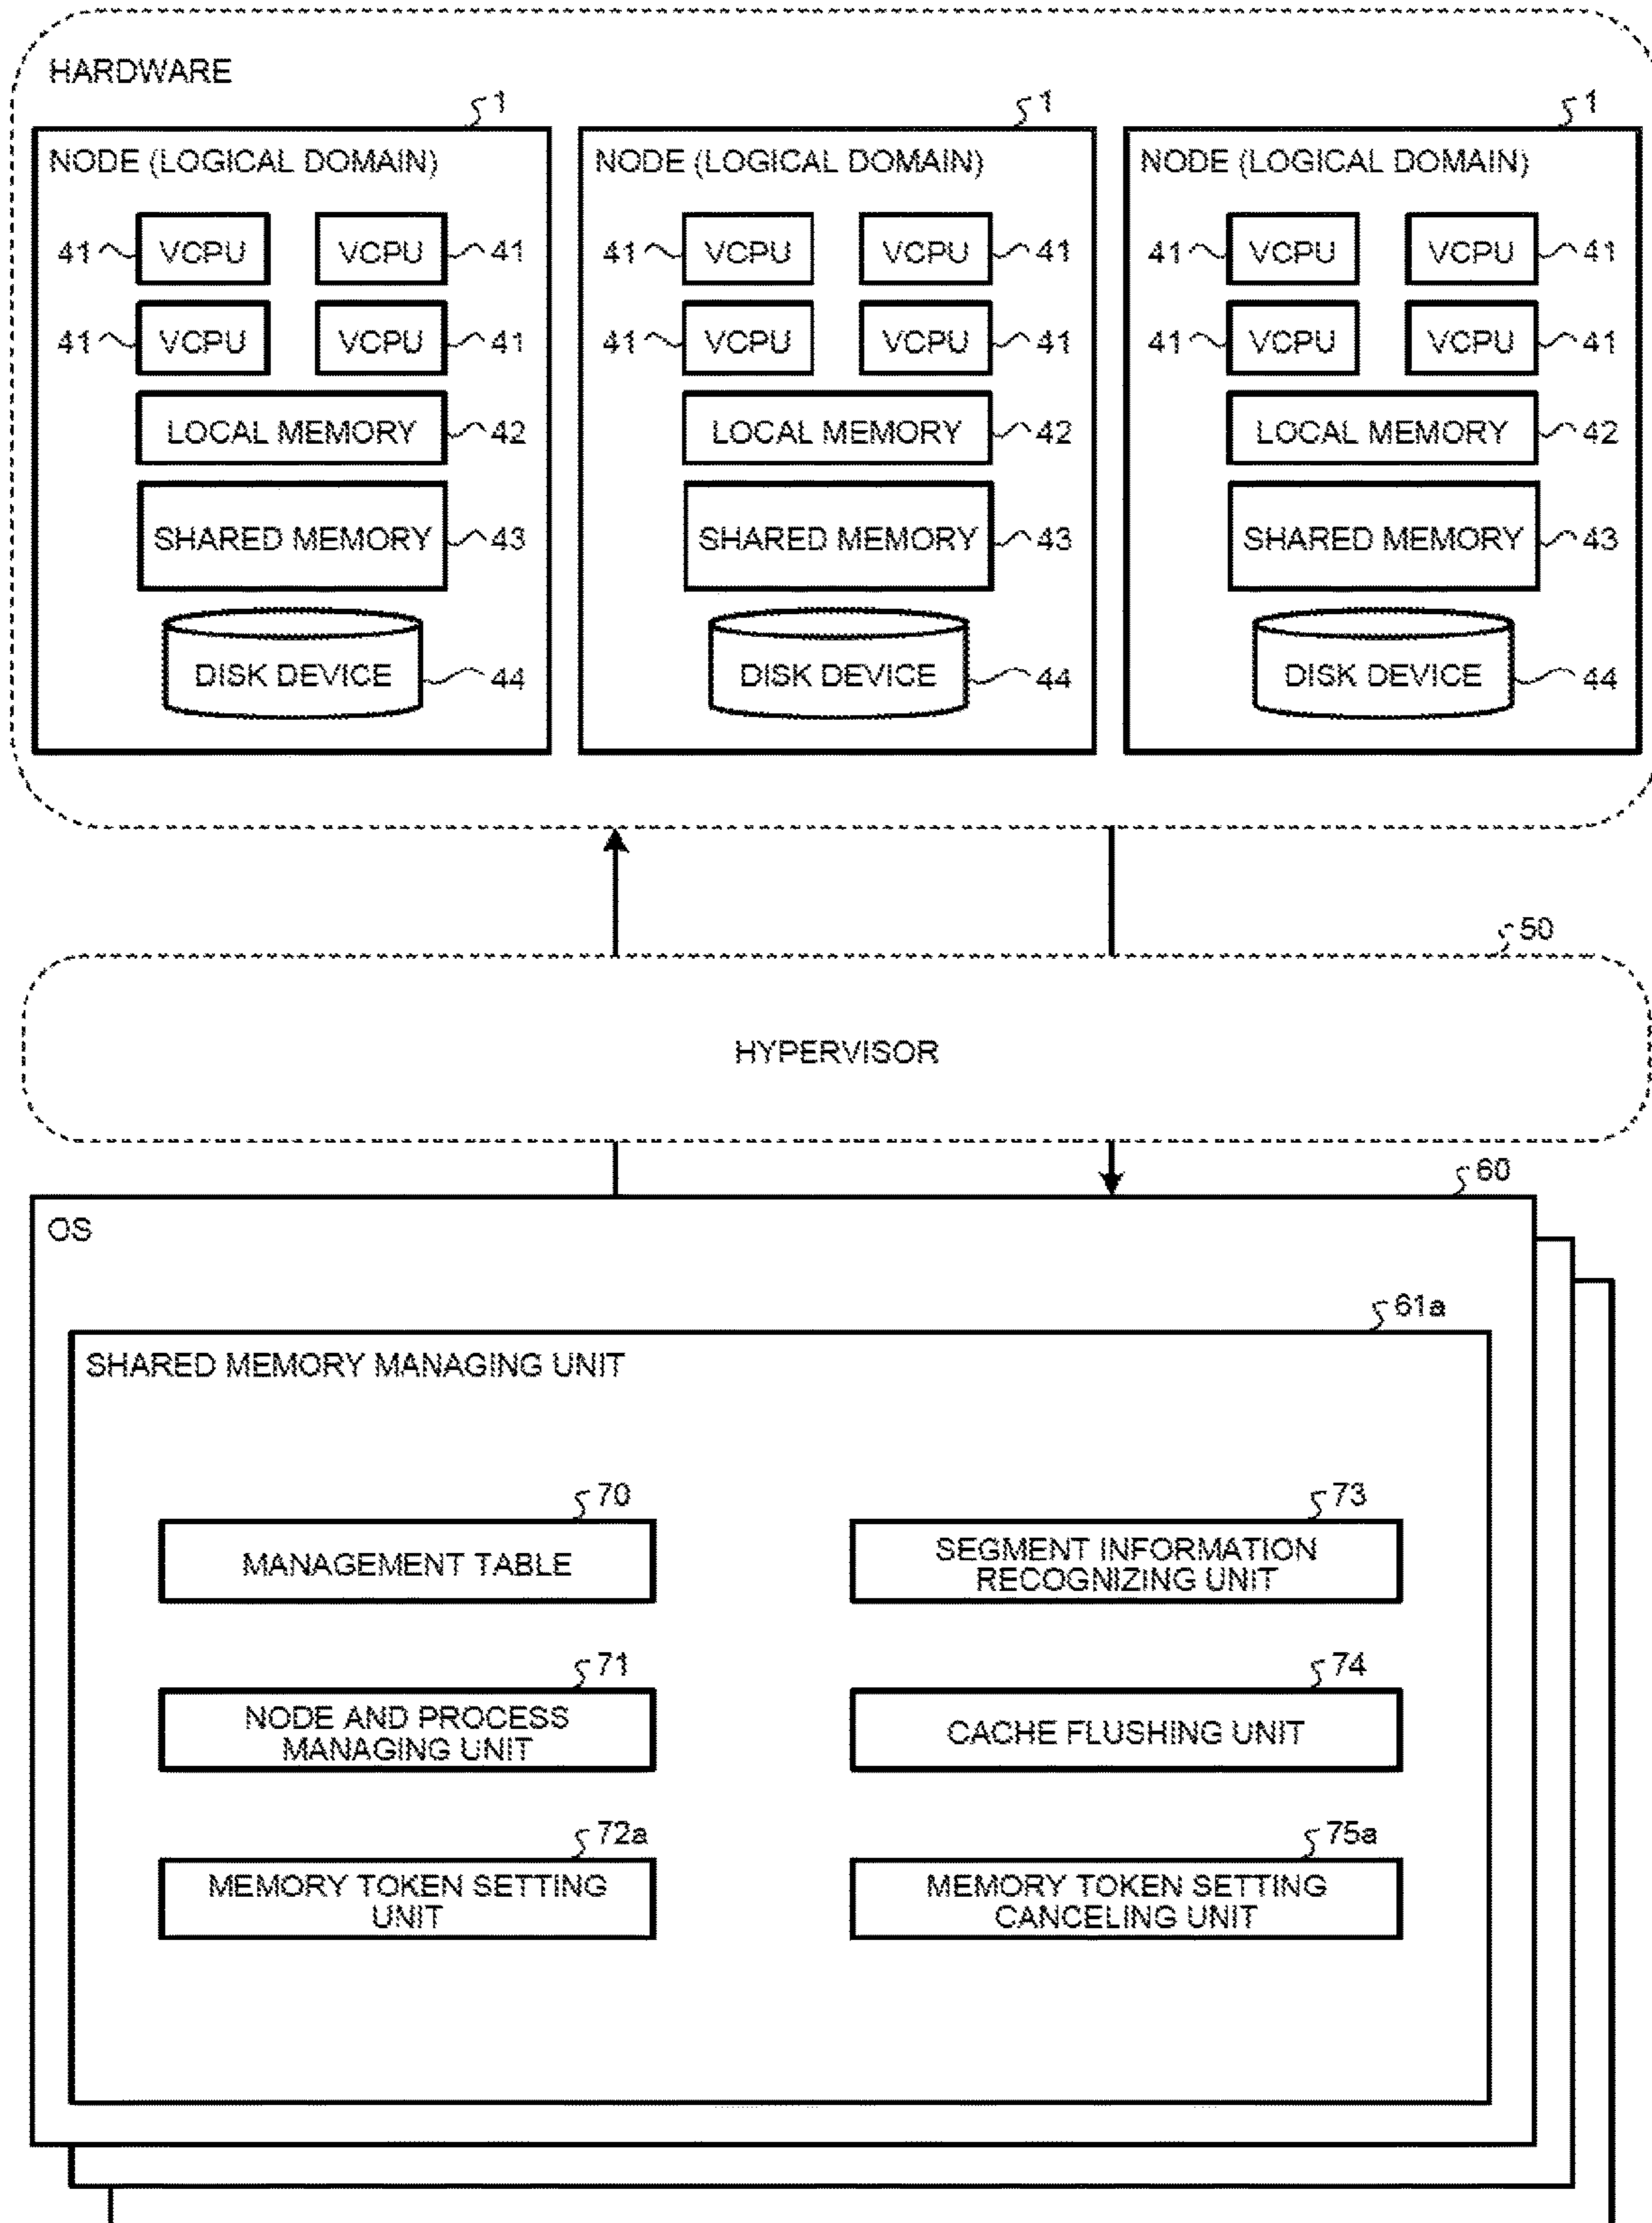 HARDWARE
1 1 1
NODE (LOGICAL DOMAIN) NODE (LOGICAL DOMAIN) NODE (LOGICAL DOMAIN)
41 VCPU VCPU 41 41 VCPU VCPU 41 41 VCPU VCPU 41
41 VCPU VCPU 41 41 VCPU VCPU 41 41 VCPU VCPU 41
LOCAL MEMORY 42 LOCAL MEMORY 42 LOCAL MEMORY 42
SHARED MEMORY 43 SHARED MEMORY 43 SHARED MEMORY 43
DISK DEVICE 44 DISK DEVICE 44 DISK DEVICE 44
50
HYPERVISOR
60
OS
61a
SHARED MEMORY MANAGING UNIT
70
MANAGEMENT TABLE
73
SEGMENT INFORMATION
RECOGNIZING UNIT
71
NODE AND PROCESS
MANAGING UNIT
74
CACHE FLUSHING UNIT
72a
MEMORY TOKEN SETTING
UNIT
75a
MEMORY TOKEN SETTING
CANCELING UNIT